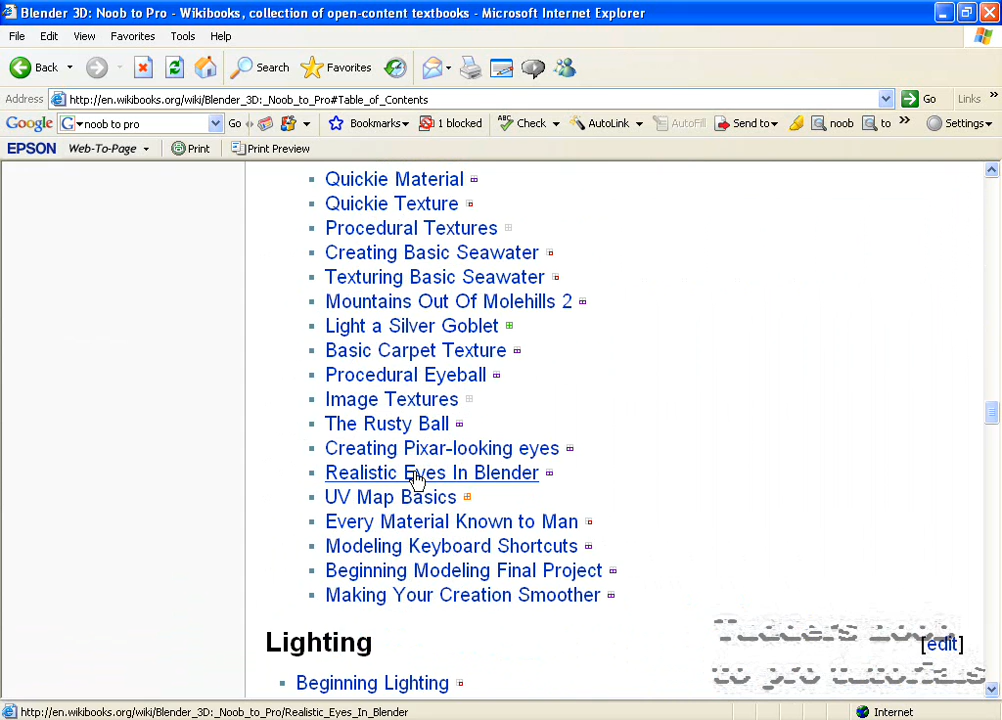 Blender 3D: Noob to Pro - Wikibooks, collection of open-content textbooks - Microsoft Internet Explorer
File Edit View Favorites Tools Help
Back Search Favorites
Address http://en.wikibooks.org/wiki/Blender_3D:_Noob_to_Pro#Table_of_Contents Go Links »
Google G noob to pro Go Bookmarks 1 blocked Check AutoLink AutoFill Send to noob to » Settings
EPSON Web-To-Page Print Print Preview
Quickie Material
Quickie Texture
Procedural Textures
Creating Basic Seawater
Texturing Basic Seawater
Mountains Out Of Molehills 2
Light a Silver Goblet
Basic Carpet Texture
Procedural Eyeball
Image Textures
The Rusty Ball
Creating Pixar-looking eyes
Realistic Eyes In Blender
UV Map Basics
Every Material Known to Man
Modeling Keyboard Shortcuts
Beginning Modeling Final Project
Making Your Creation Smoother
Lighting [edit]
Beginning Lighting
noob
to pro tutorials
http://en.wikibooks.org/wiki/Blender_3D:_Noob_to_Pro/Realistic_Eyes_In_Blender Internet